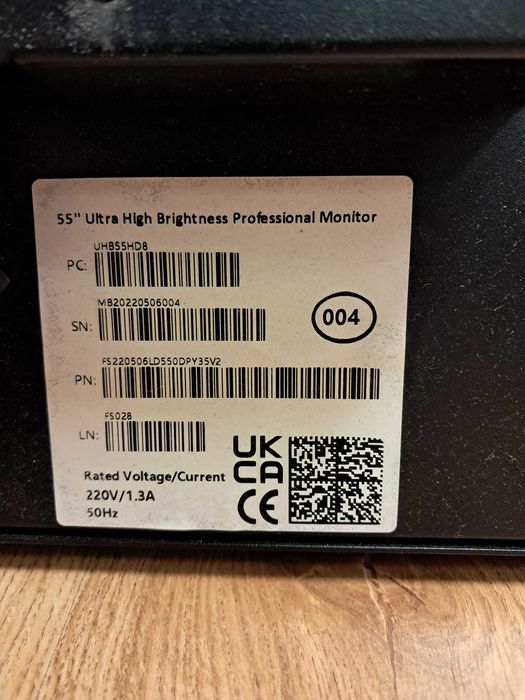 55" Ultra High Brightness Professional Monitor
UHB55HD8
PC:
MB20220506004
SN:
004
FS220506LD550DPY35V2
PN:
FS028
LN:
UK
CA
CE
Rated Voltage/Current
220V/1.3A
50Hz